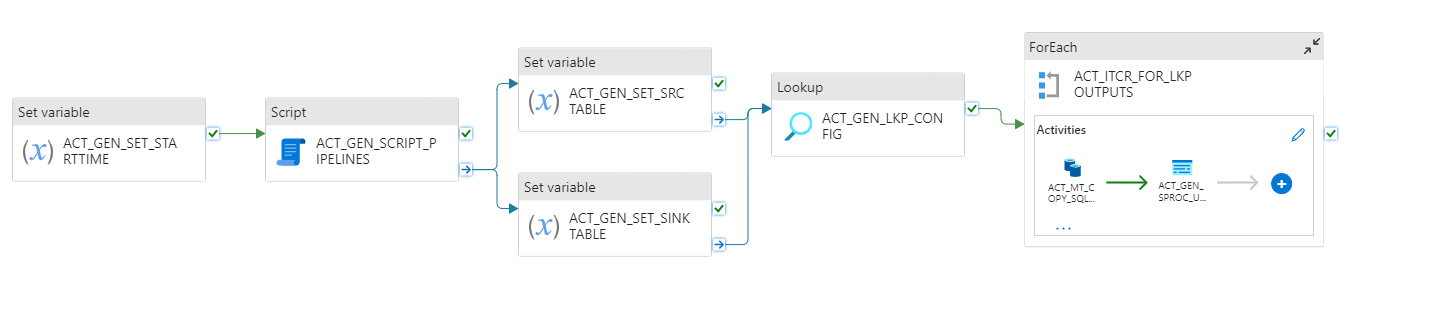 Set variable
(x)
ACT_GEN_SET_STA
RTTIME
Script
ACT_GEN_SCRIPT_P
IPELINES
Set variable
(x)
ACT_GEN_SET_SRC
TABLE
Set variable
(x)
ACT_GEN_SET_SINK
TABLE
Lookup
ACT_GEN_LKP_CON
FIG
ForEach
ACT_ITCR_FOR_LKP
OUTPUTS
Activities
ACT_MT_C
OPY_SQL...
ACT_GEN_
SPROC_U...
...